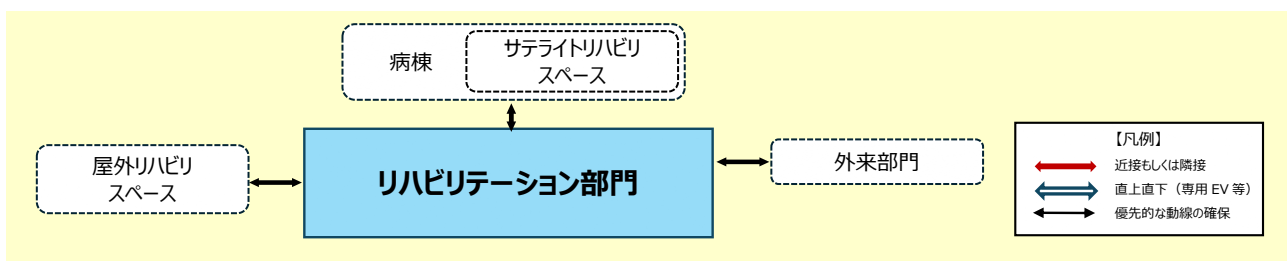 病棟
サテライトリハビリ
スペース
屋外リハビリ
スペース
リハビリテーション部門
外来部門
【凡例】
近接もしくは隣接
直上直下（専用 EV 等）
優先的な動線の確保